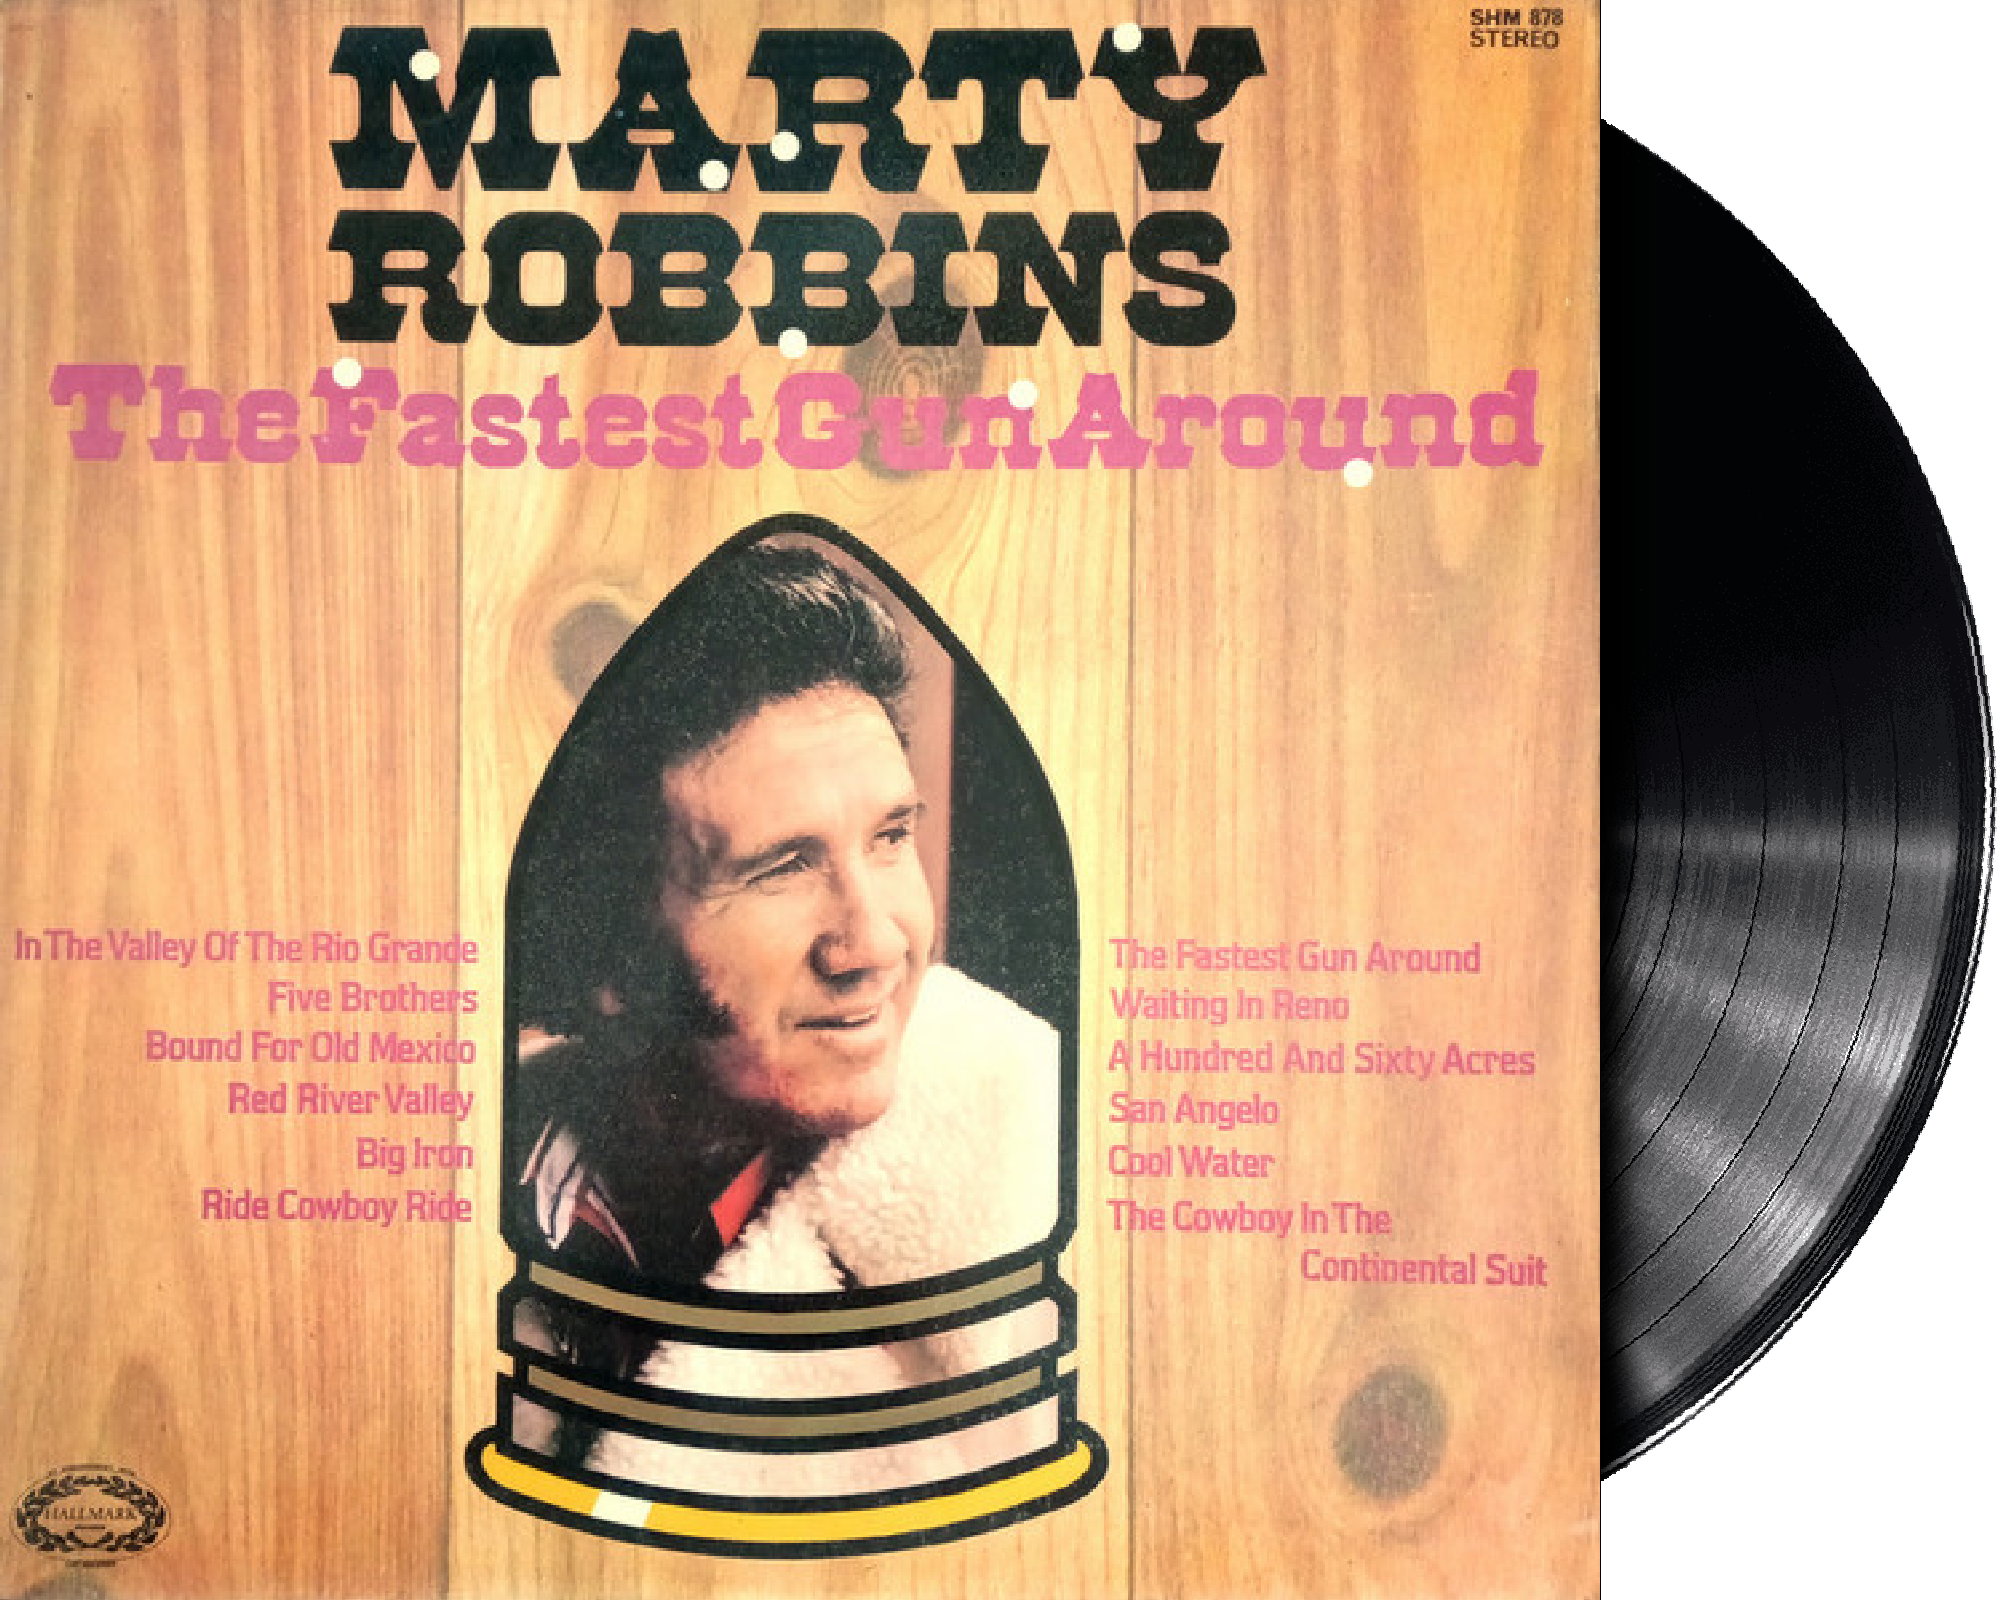 SHM 878
STEREO
MARTY
ROBBINS
The Fastest Gun Around
In The Valley Of The Rio Grande
Five Brothers
Bound For Old Mexico
Red River Valley
Big Iron
Ride Cowboy Ride
The Fastest Gun Around
Waiting In Reno
A Hundred And Sixty Acres
San Angelo
Cool Water
The Cowboy In The
Continental Suit
HALLMARK